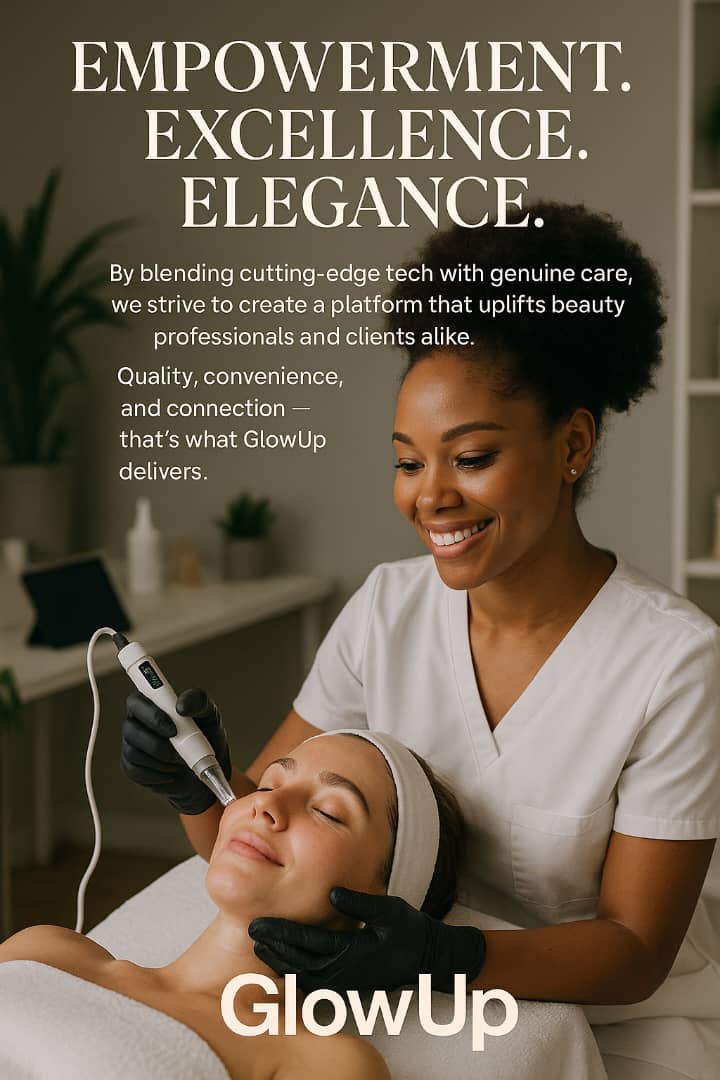 EMPOWERMENT.
EXCELLENCE.
ELEGANCE.
By blending cutting-edge tech with genuine care,
we strive to create a platform that uplifts beauty
professionals and clients alike.
Quality, convenience,
and connection —
that's what GlowUp
delivers.
GlowUp